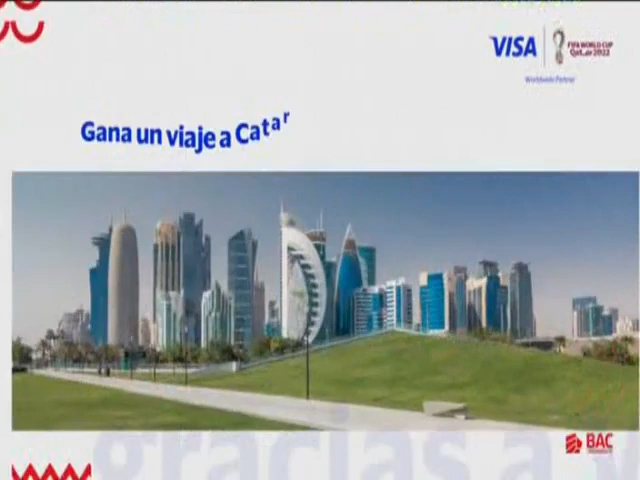 VISA
FIFA WORLD CUP
Qatar2022
Worldwide Partner
Gana un viaje a Catar
BAC
gracias a v